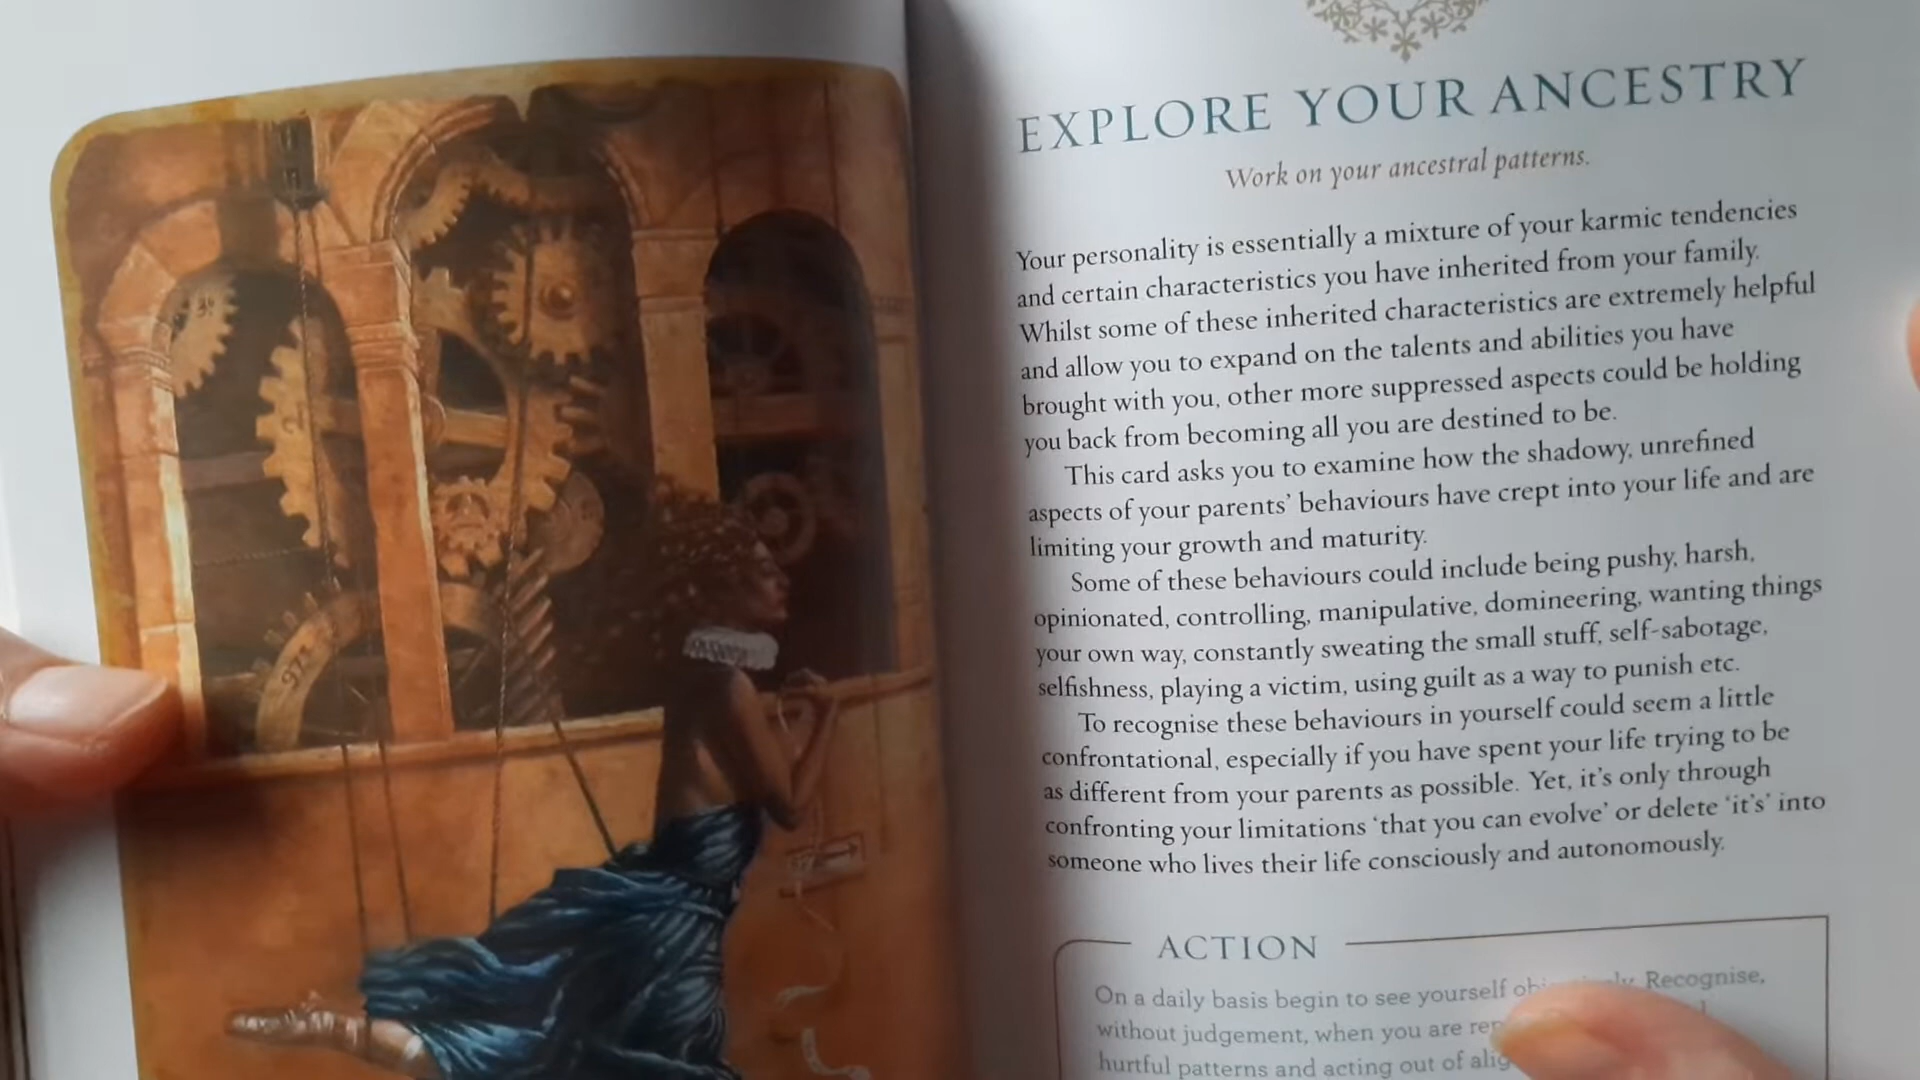 EXPLORE YOUR ANCESTRY
Work on your ancestral patterns.
Your personality is essentially a mixture of your karmic tendencies
and certain characteristics you have inherited from your family.
Whilst some of these inherited characteristics are extremely helpful
and allow you to expand on the talents and abilities you have
brought with you, other more suppressed aspects could be holding
you back from becoming all you are destined to be.
This card asks you to examine how the shadowy, unrefined
aspects of your parents’ behaviours have crept into your life and are
limiting your growth and maturity.
Some of these behaviours could include being pushy, harsh,
opinionated, controlling, manipulative, domineering, wanting things
your own way, constantly sweating the small stuff, self-sabotage,
selfishness, playing a victim, using guilt as a way to punish etc.
To recognise these behaviours in yourself could seem a little
confrontational, especially if you have spent your life trying to be
as different from your parents as possible. Yet, it’s only through
confronting your limitations ‘that you can evolve’ or delete ‘it’s’ into
someone who lives their life consciously and autonomously.
ACTION
On a daily basis begin to see yourself Recognise,
without judgement, when you are
hurtful patterns and acting out of
973